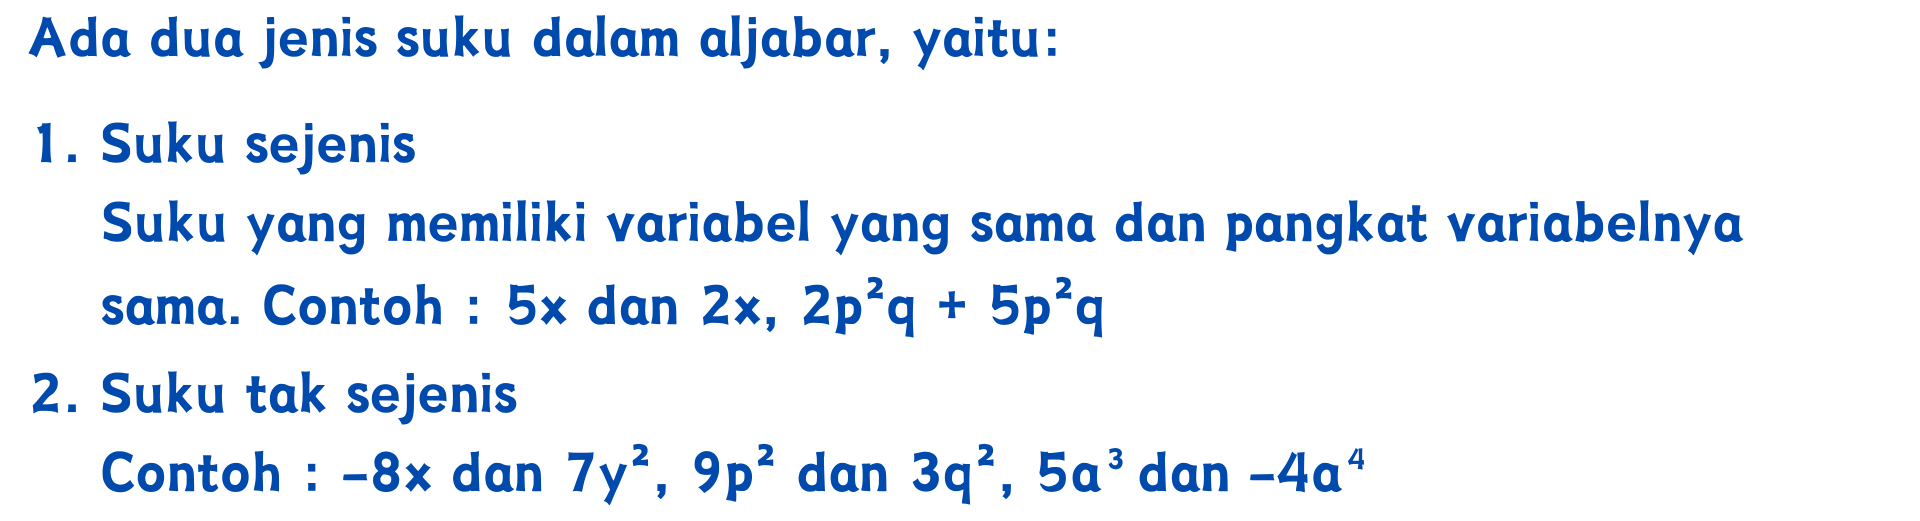 Ada dua jenis suku dalam aljabar, yaitu:
1. Suku sejenis
Suku yang memiliki variabel yang sama dan pangkat variabelnya
sama. Contoh : 5x dan 2x, 2p²q + 5p²q
2. Suku tak sejenis
Contoh : -8x dan 7y², 9p² dan 3q², 5a³ dan -4a⁴